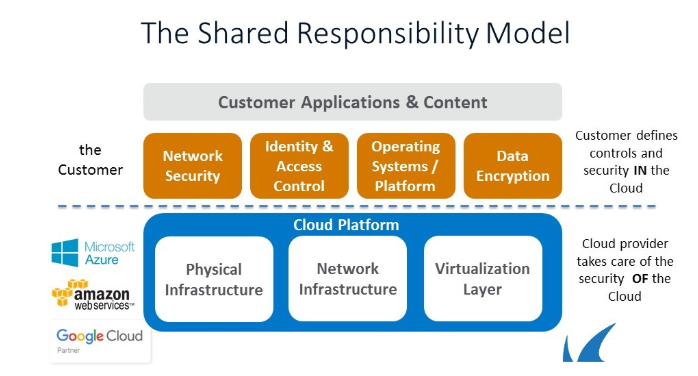 The Shared Responsibility Model
Customer Applications & Content
the
Customer
Network
Security
Identity &
Access
Control
Operating
Systems /
Platform
Data
Encryption
Customer defines
controls and
security IN the
Cloud
Cloud Platform
Microsoft
Azure
amazon
web services™
Google Cloud
Partner
Physical
Infrastructure
Network
Infrastructure
Virtualization
Layer
Cloud provider
takes care of the
security OF the
Cloud